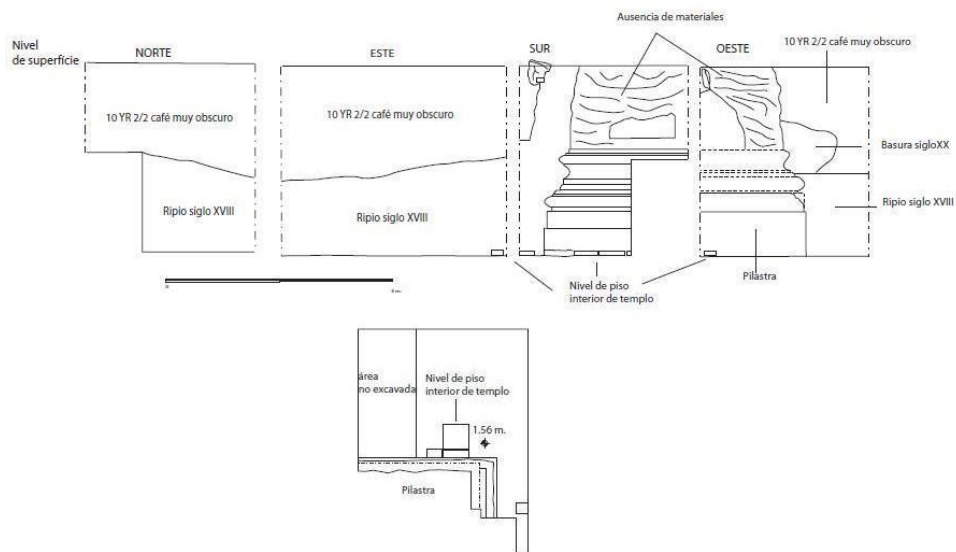 Nivel
de superfície
NORTE
ESTE
SUR
Ausencia de materiales
OESTE
10 YR 2/2 café muy obscuro
10 YR 2/2 café muy obscuro
10 YR 2/2 café muy obscuro
Basura sigloXX
Ripio siglo XVIII
Ripio siglo XVIII
Ripio siglo XVIII
Pilastra
Nivel de piso
interior de templo
0
área
no excavada
Nivel de piso
interior de templo
1.56 m.
Pilastra